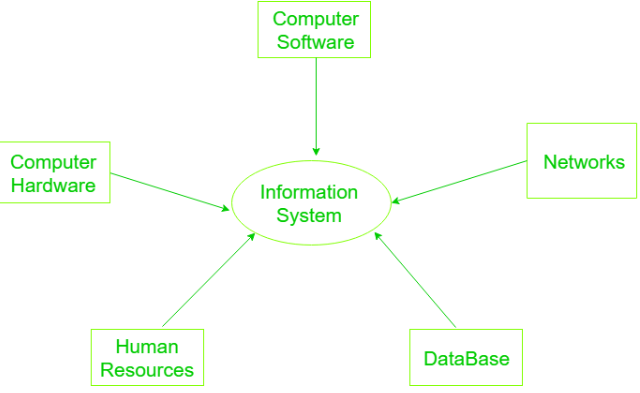 Computer
Software
Computer
Hardware
Networks
Information
System
Human
Resources
DataBase